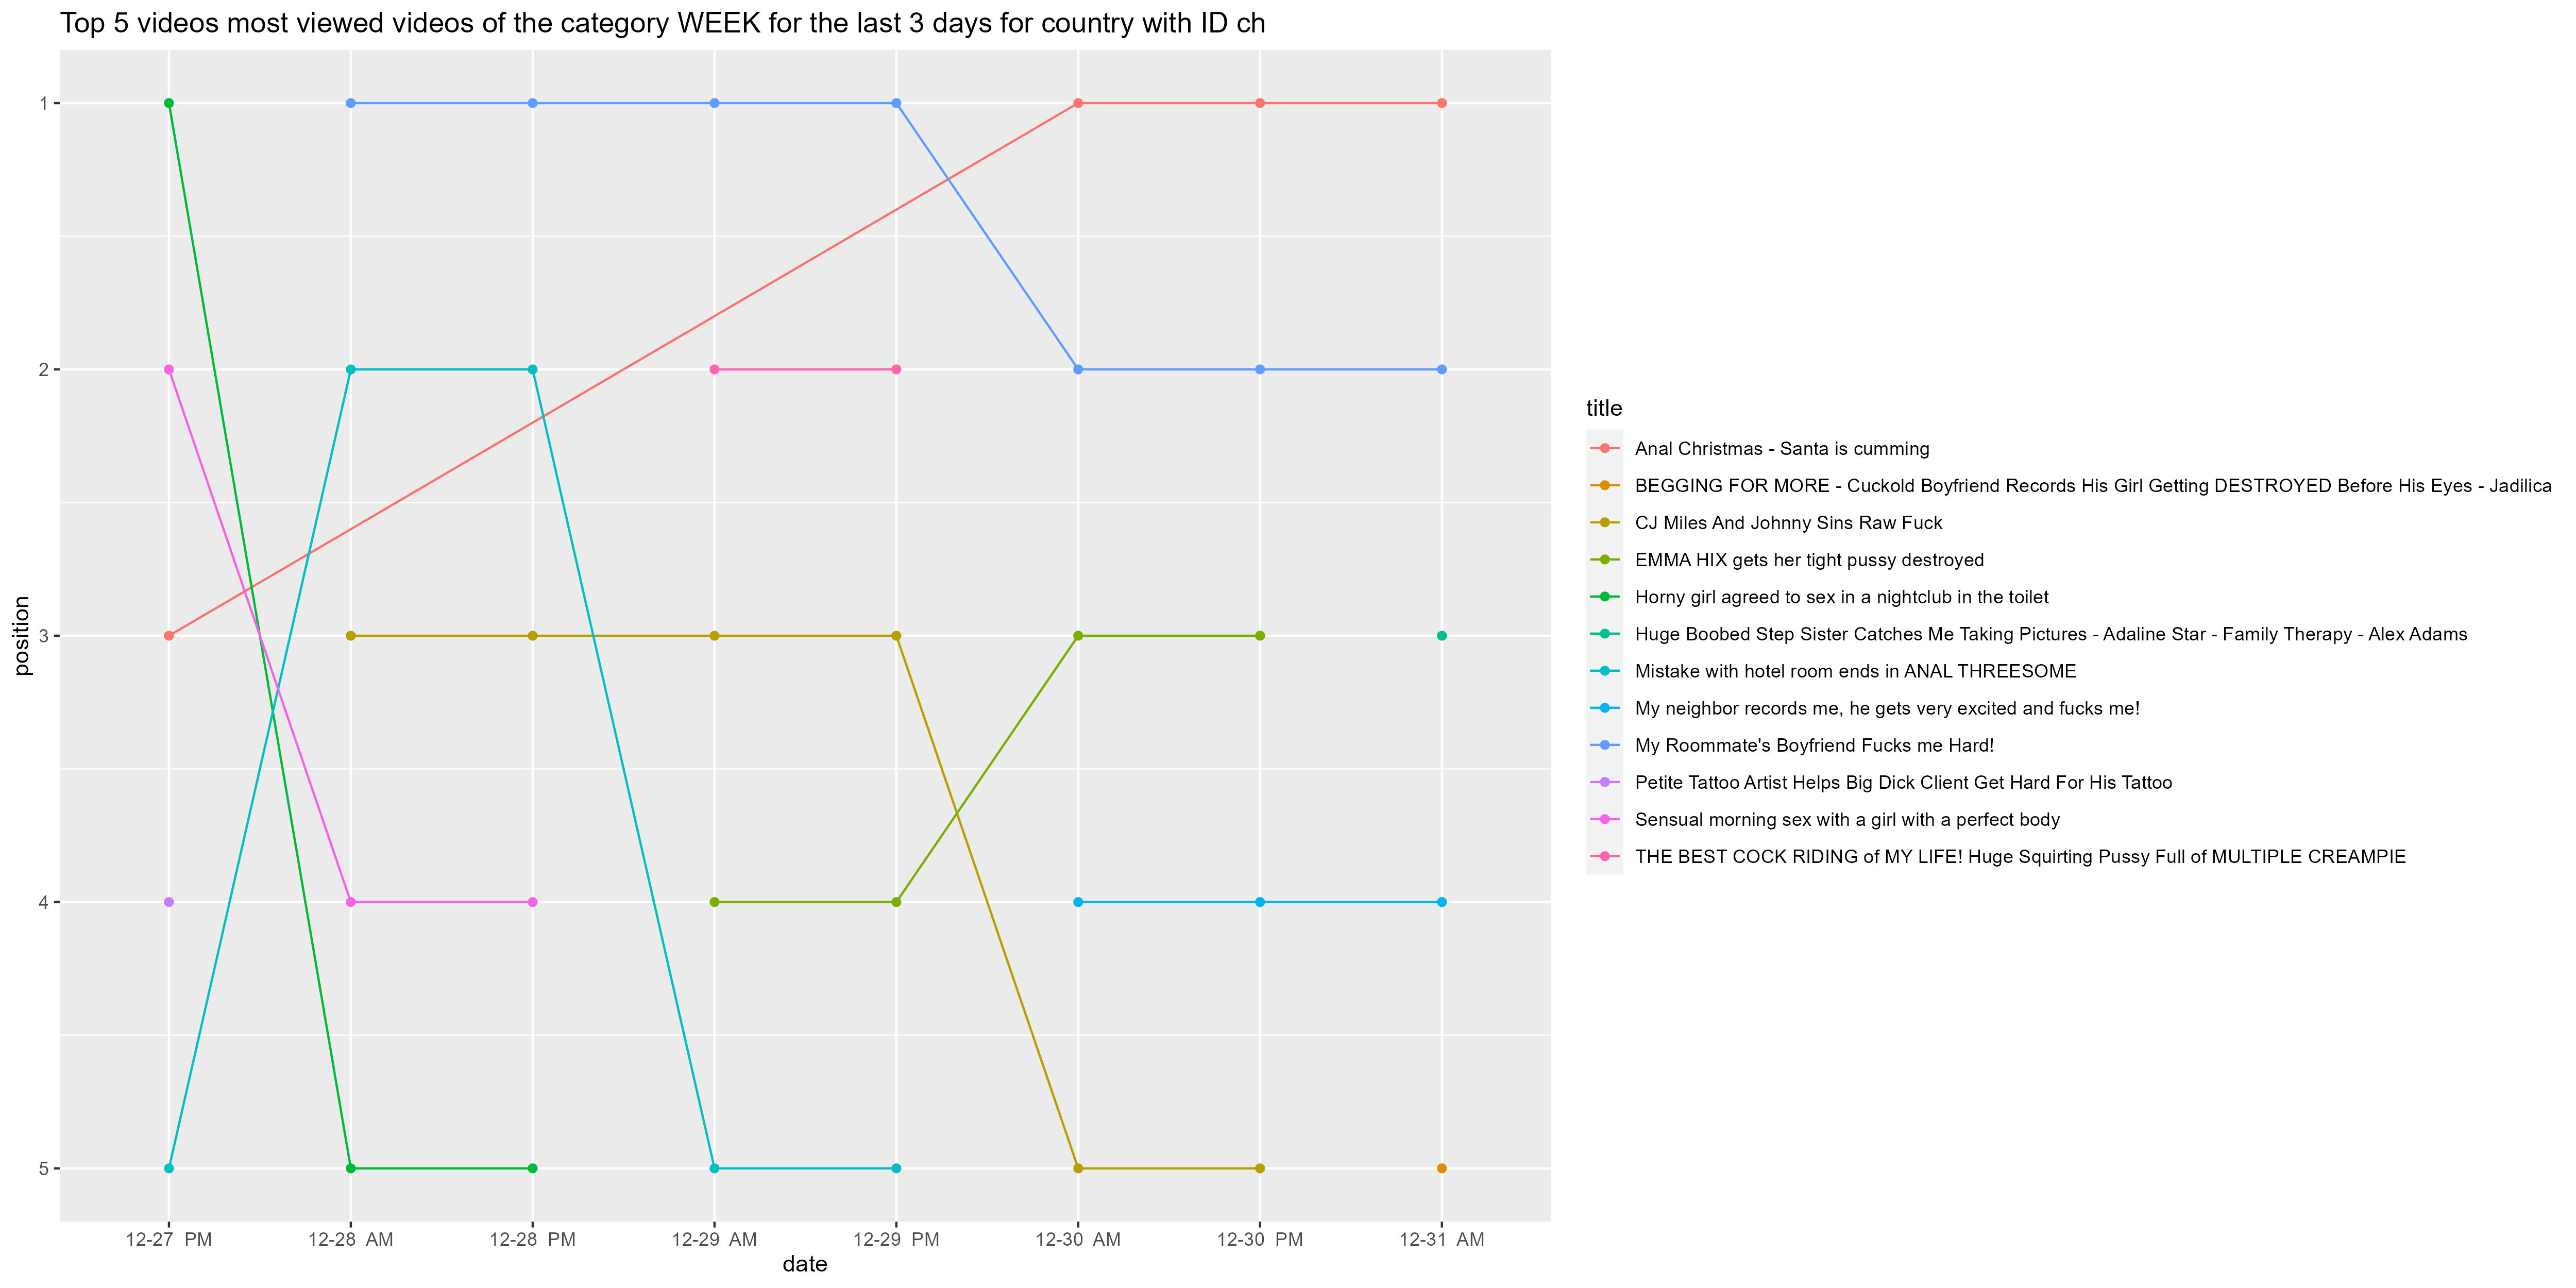 Top 5 videos most viewed videos of the category WEEK for the last 3 days for country with ID ch
1
2
3
4
5
position
12-27 PM
12-28 AM
12-28 PM
12-29 AM
12-29 PM
12-30 AM
12-30 PM
12-31 AM
date
title
Anal Christmas - Santa is cumming
BEGGING FOR MORE - Cuckold Boyfriend Records His Girl Getting DESTROYED Before His Eyes - Jadilica
CJ Miles And Johnny Sins Raw Fuck
EMMA HIX gets her tight pussy destroyed
Horny girl agreed to sex in a nightclub in the toilet
Huge Boobed Step Sister Catches Me Taking Pictures - Adaline Star - Family Therapy - Alex Adams
Mistake with hotel room ends in ANAL THREESOME
My neighbor records me, he gets very excited and fucks me!
My Roommate's Boyfriend Fucks me Hard!
Petite Tattoo Artist Helps Big Dick Client Get Hard For His Tattoo
Sensual morning sex with a girl with a perfect body
THE BEST COCK RIDING of MY LIFE! Huge Squirting Pussy Full of MULTIPLE CREAMPIE